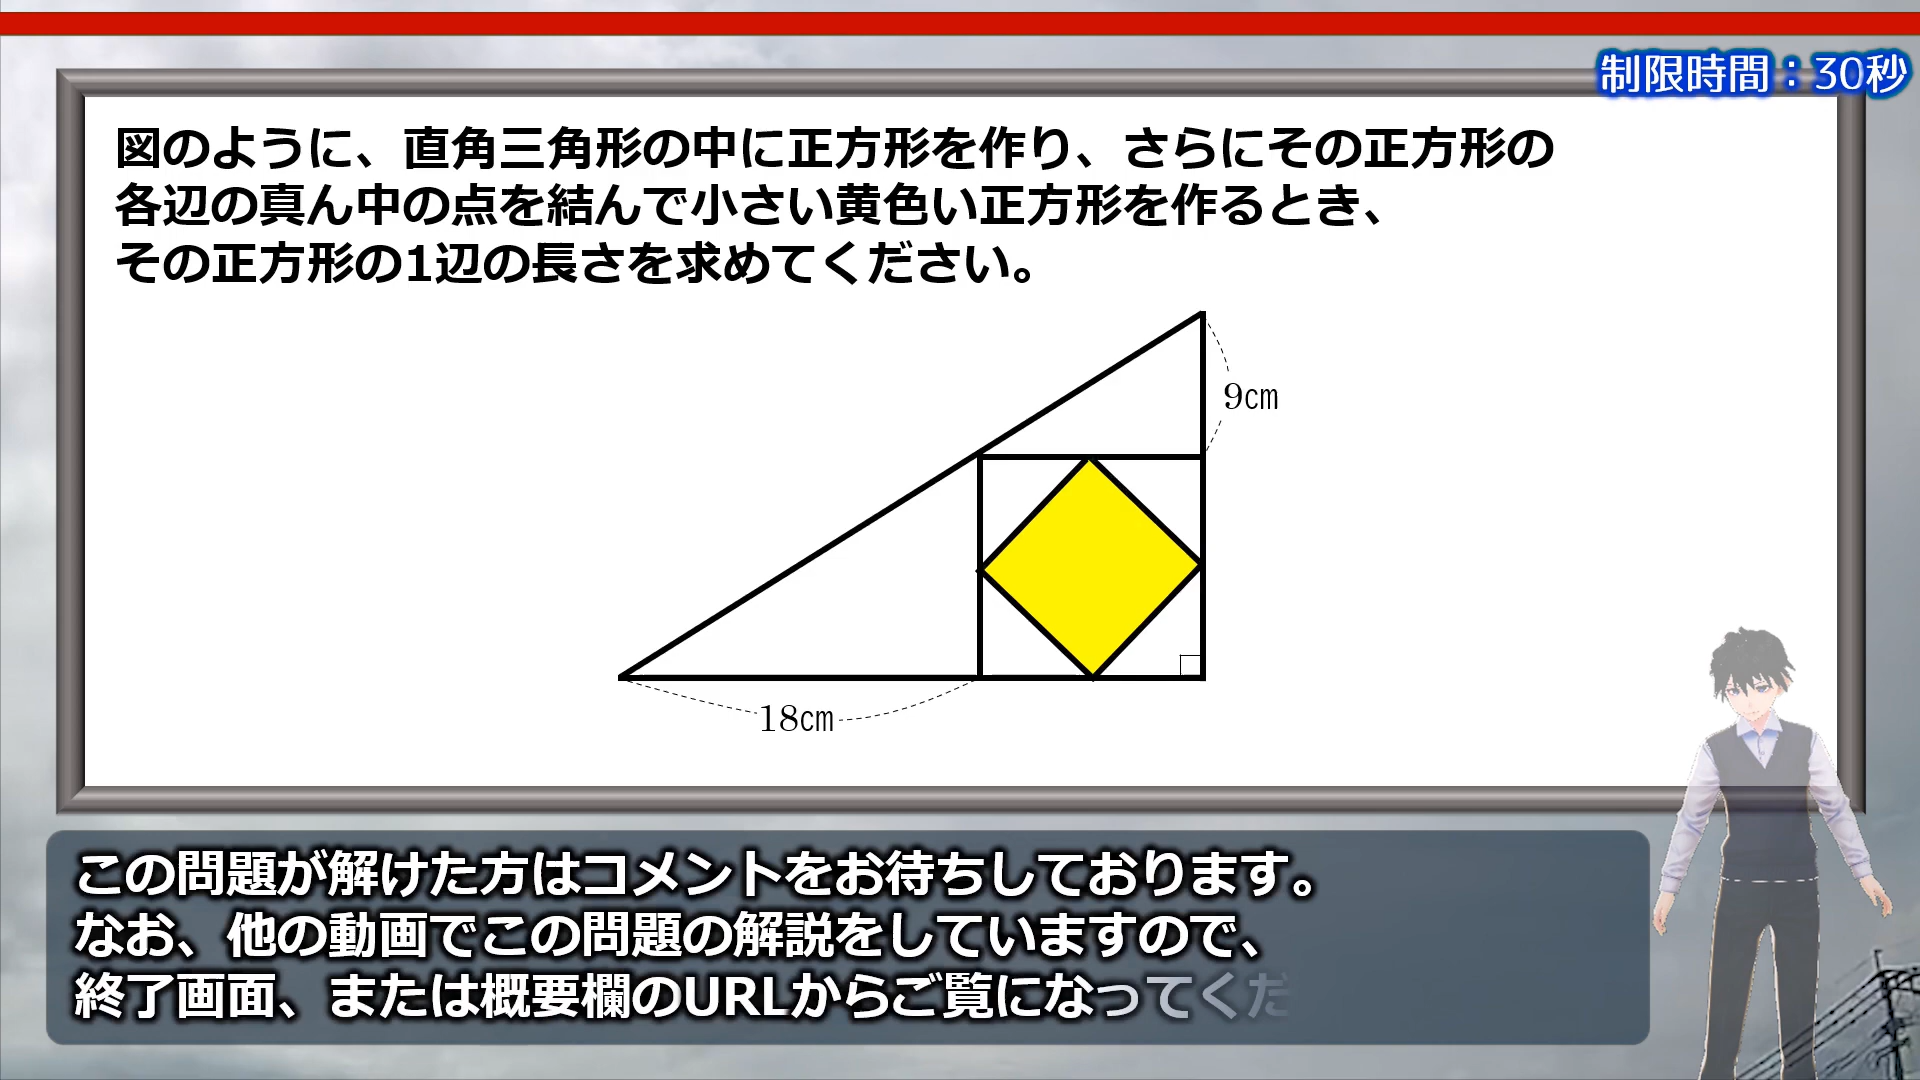 制限時間：30秒
図のように、直角三角形の中に正方形を作り、さらにその正方形の
各辺の真ん中の点を結んで小さい黄色い正方形を作るとき、
その正方形の1辺の長さを求めてください。
9㎝
18㎝
この問題が解けた方はコメントをお待ちしております。
なお、他の動画でこの問題の解説をしていますので、
終了画面、または概要欄のURLからご覧になってくだ